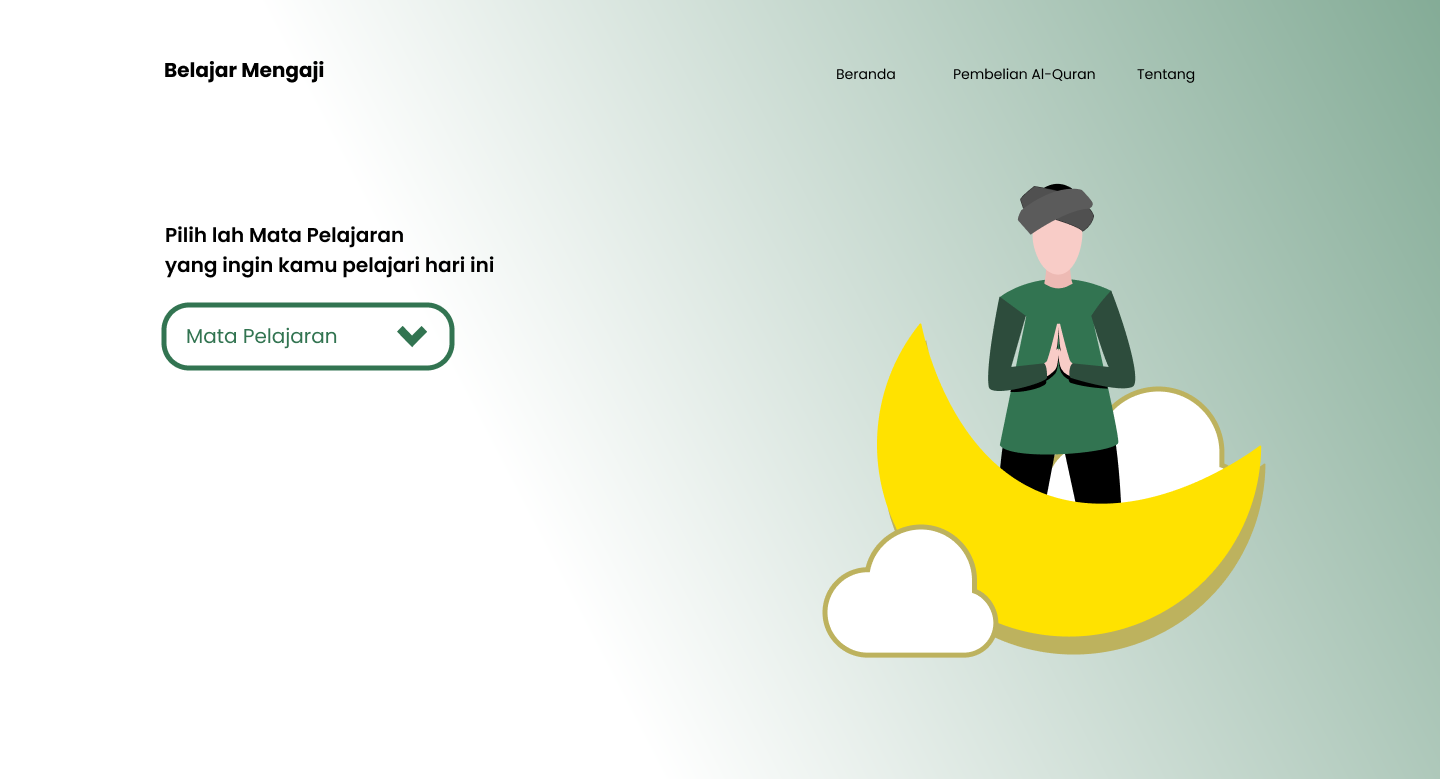 Belajar Mengaji
Beranda
Pembelian Al-Quran
Tentang
Pilih lah Mata Pelajaran
yang ingin kamu pelajari hari ini
Mata Pelajaran